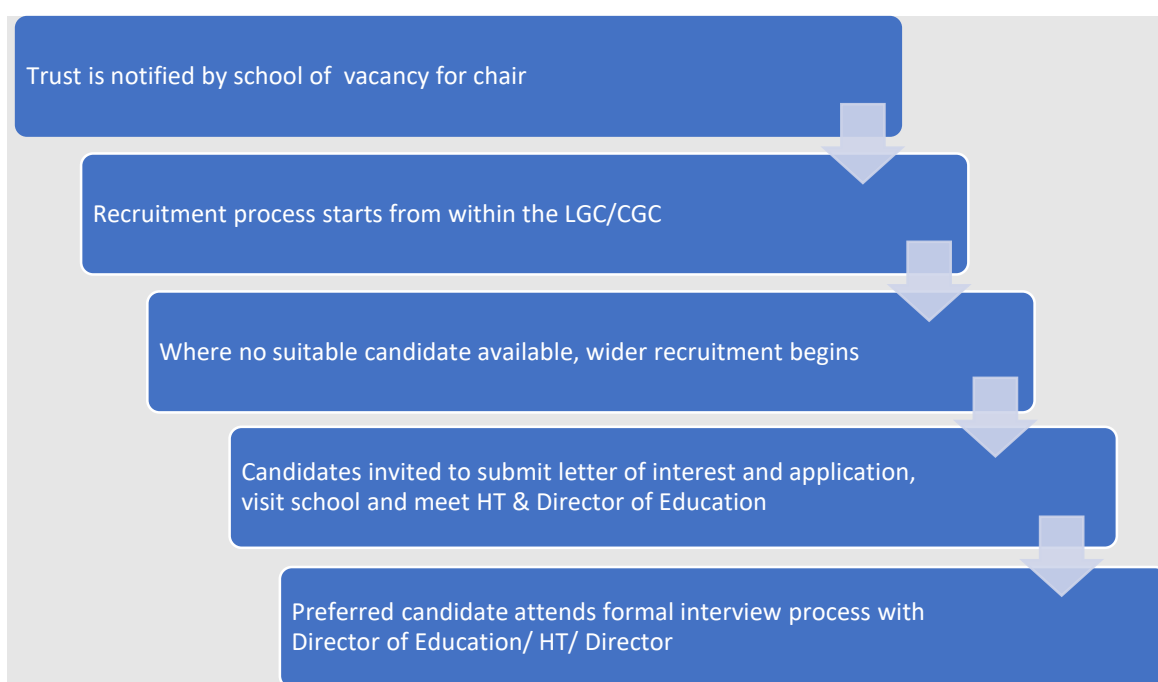 Trust is notified by school of  vacancy for chair
Recruitment process starts from within the LGC/CGC
Where no suitable candidate available, wider recruitment begins
Candidates invited to submit letter of interest and application,
visit school and meet HT & Director of Education
Preferred candidate attends formal interview process with
Director of Education/ HT/ Director